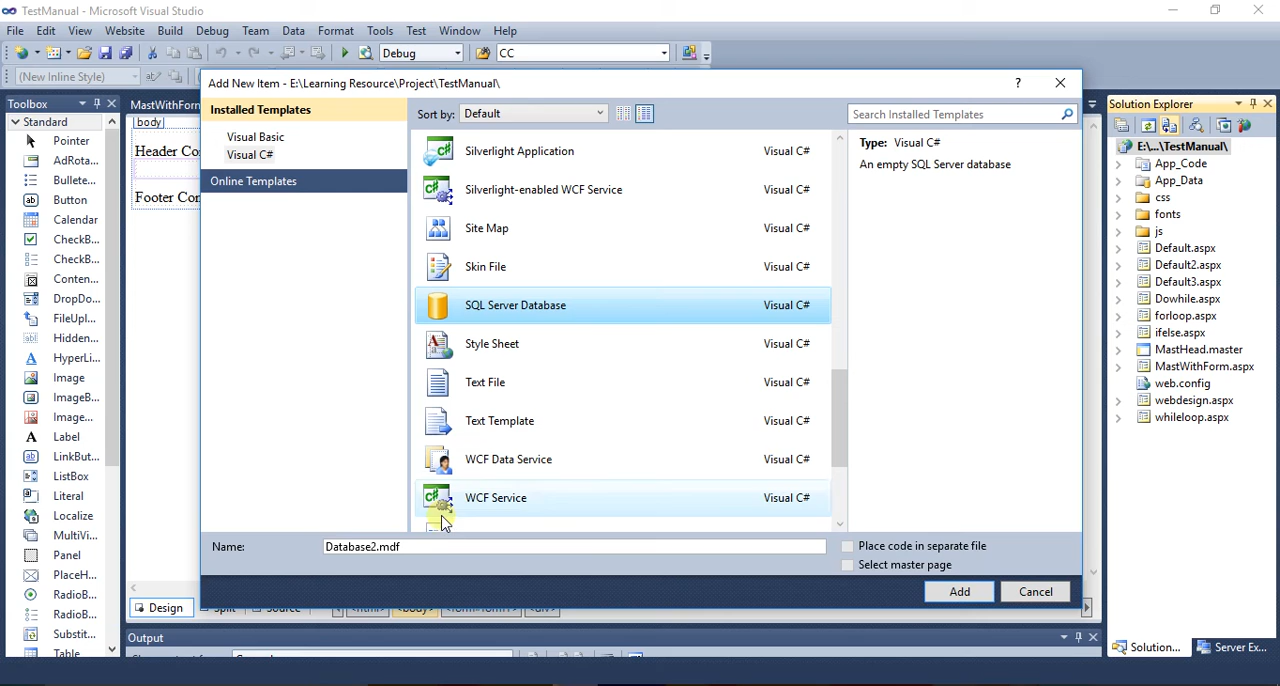 TestManual - Microsoft Visual Studio
File Edit View Website Build Debug Team Data Format Tools Test Window Help
Debug CC
(New Inline Style)
Toolbox
Standard
Pointer
AdRota...
Bullete...
Button
Calendar
CheckB...
CheckB...
Conten...
DropDo...
FileUpl...
Hidden...
HyperLi...
Image
ImageB...
Image...
Label
LinkButt...
ListBox
Literal
Localize
MultiVi...
Panel
PlaceH...
RadioB...
RadioB...
Substit...
Table
MastWithForm
body
Header Co
Footer Con
Add New Item - E:\Learning Resource\Project\TestManual\
Installed Templates
Visual Basic
Visual C#
Online Templates
Sort by: Default
Search Installed Templates
Silverlight Application Visual C#
Silverlight-enabled WCF Service Visual C#
Site Map Visual C#
Skin File Visual C#
SQL Server Database Visual C#
Style Sheet Visual C#
Text File Visual C#
Text Template Visual C#
WCF Data Service Visual C#
WCF Service Visual C#
Type: Visual C#
An empty SQL Server database
Name: Database2.mdf
Place code in separate file
Select master page
Add Cancel
Design Split Source <html> <body> <form#form1> <div>
Output
Solution Explorer
E:\...\TestManual\
App_Code
App_Data
css
fonts
js
Default.aspx
Default2.aspx
Default3.aspx
Dowhile.aspx
forloop.aspx
ifelse.aspx
MastHead.master
MastWithForm.aspx
web.config
webdesign.aspx
whileloop.aspx
Solution... Server Ex...